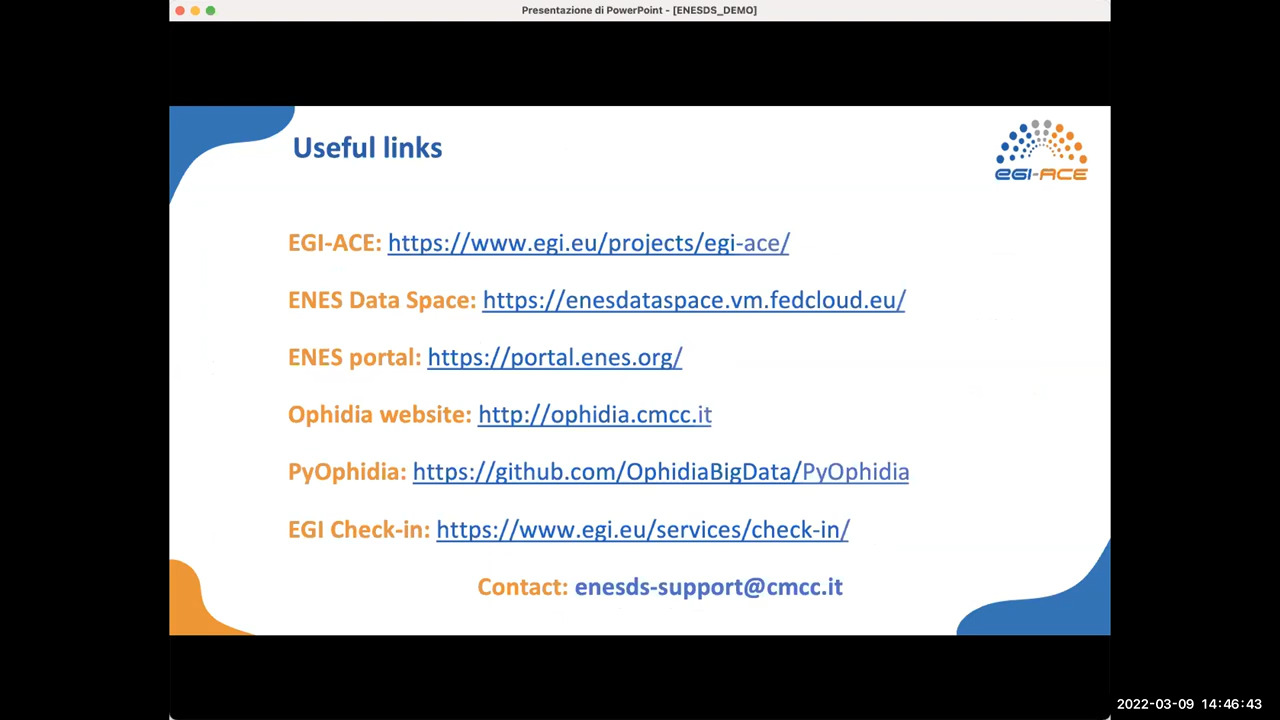 Presentazione di PowerPoint - [ENESDS_DEMO]
Useful links
EGI-ACE
EGI-ACE: https://www.egi.eu/projects/egi-ace/
ENES Data Space: https://enesdataspace.vm.fedcloud.eu/
ENES portal: https://portal.enes.org/
Ophidia website: http://ophidia.cmcc.it
PyOphidia: https://github.com/OphidiaBigData/PyOphidia
EGI Check-in: https://www.egi.eu/services/check-in/
Contact: enesds-support@cmcc.it
2022-03-09 14:46:43